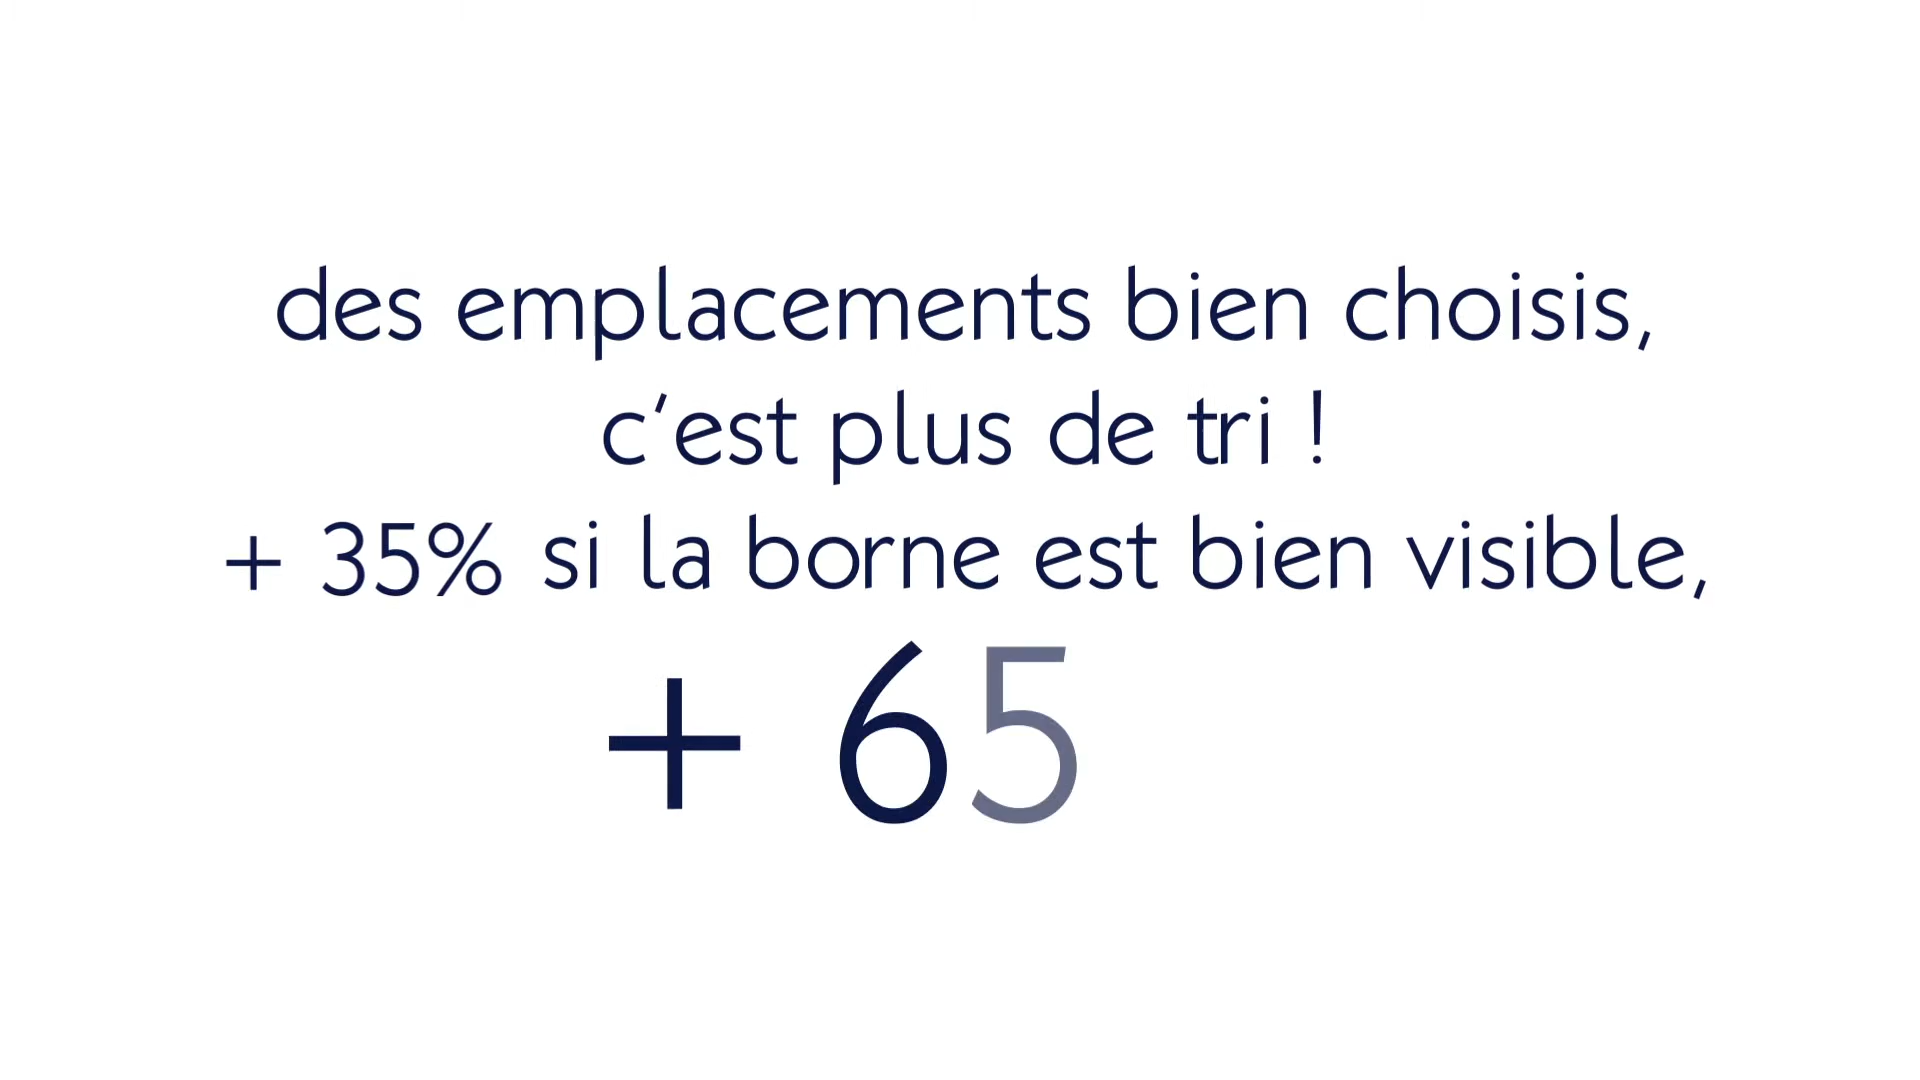 des emplacements bien choisis,
c'est plus de tri !
+ 35% si la borne est bien visible,
+ 65